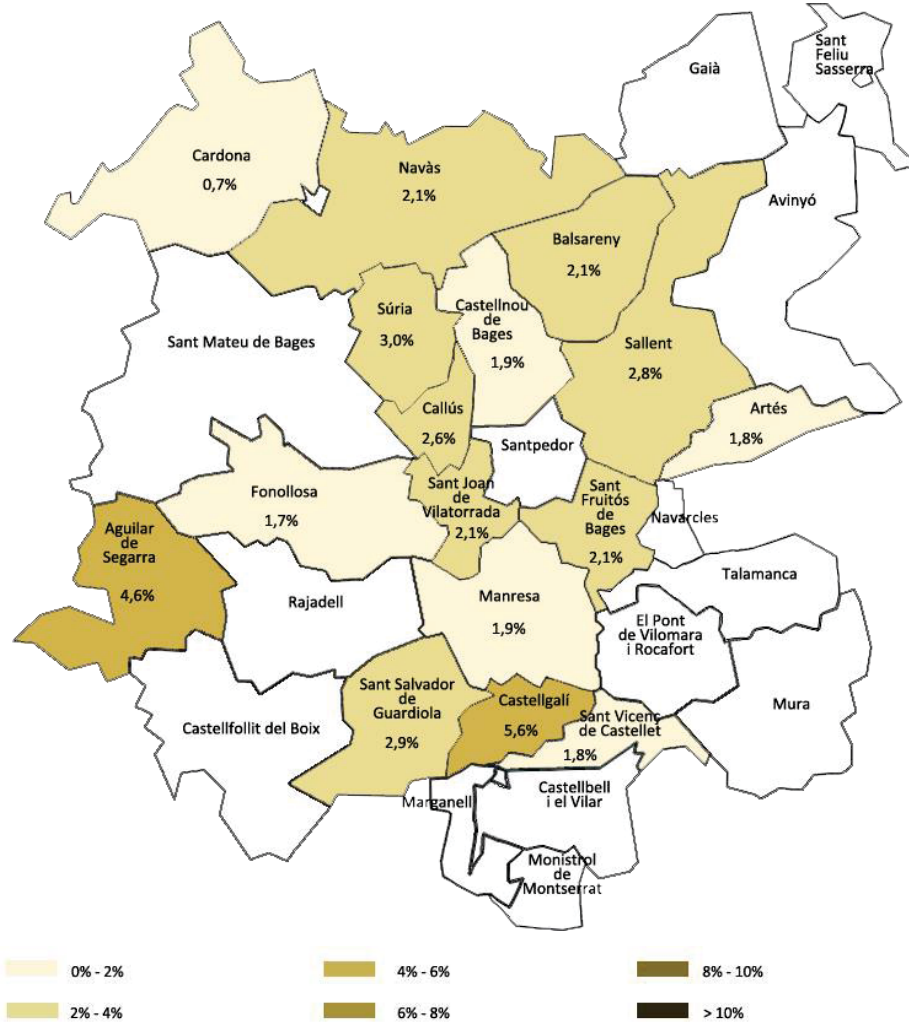 Sant
Feliu
Sasserra
Gaià
Cardona
0,7%
Navàs
2,1%
Avinyó
Balsareny
2,1%
Súria
3,0%
Castellnou
de
Bages
1,9%
Sant Mateu de Bages
Sallent
2,8%
Callús
2,6%
Artés
1,8%
Santpedor
Fonollosa
1,7%
Sant Joan
de
Vilatorrada
2,1%
Sant
Fruitós
de
Bages
2,1%
Navarcles
Aguilar
de
Segarra
4,6%
Talamanca
Rajadell
Manresa
1,9%
El Pont
de Vilomara
i Rocafort
Mura
Sant Salvador
de
Guardiola
2,9%
Castellgalí
5,6%
Sant Vicenç
de Castellet
1,8%
Castellfollit del Boix
Marganell
Castellbell
i el Vilar
Monistrol
de
Montserrat
0% - 2%
4% - 6%
8% - 10%
2% - 4%
6% - 8%
> 10%